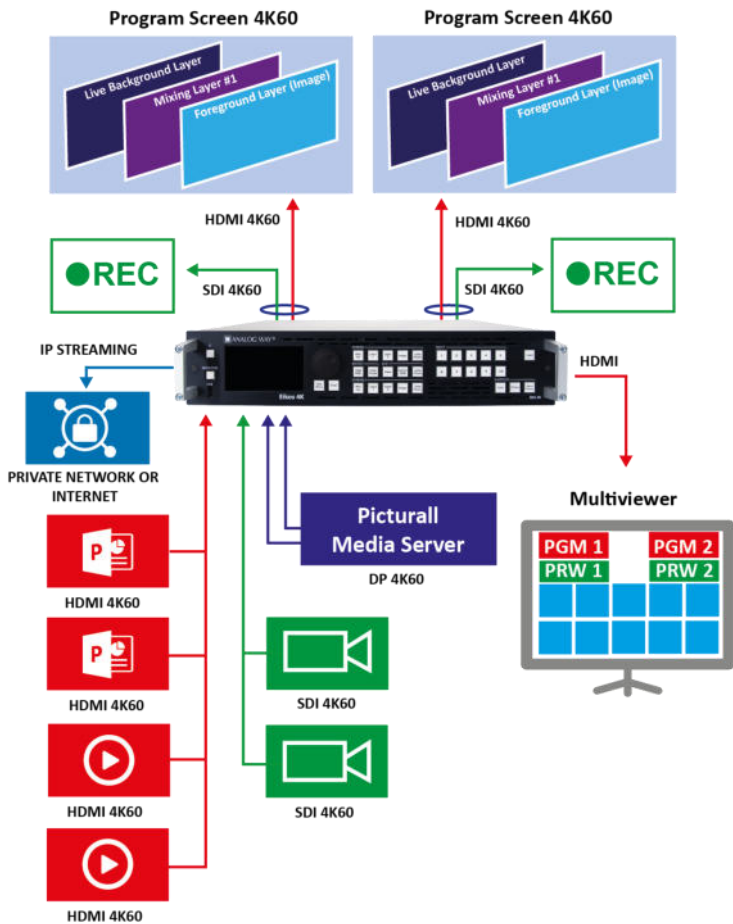 Program Screen 4K60
Program Screen 4K60
Live Background Layer
Mixing Layer #1
Foreground Layer (Image)
Live Background Layer
Mixing Layer #1
Foreground Layer (Image)
HDMI 4K60
HDMI 4K60
REC
REC
SDI 4K60
SDI 4K60
ANALOG WAY®
IP STREAMING
HDMI
PRIVATE NETWORK OR
INTERNET
Picturall
Media Server
DP 4K60
Multiviewer
PGM 1
PGM 2
PRW 1
PRW 2
P
HDMI 4K60
P
HDMI 4K60
SDI 4K60
HDMI 4K60
SDI 4K60
HDMI 4K60